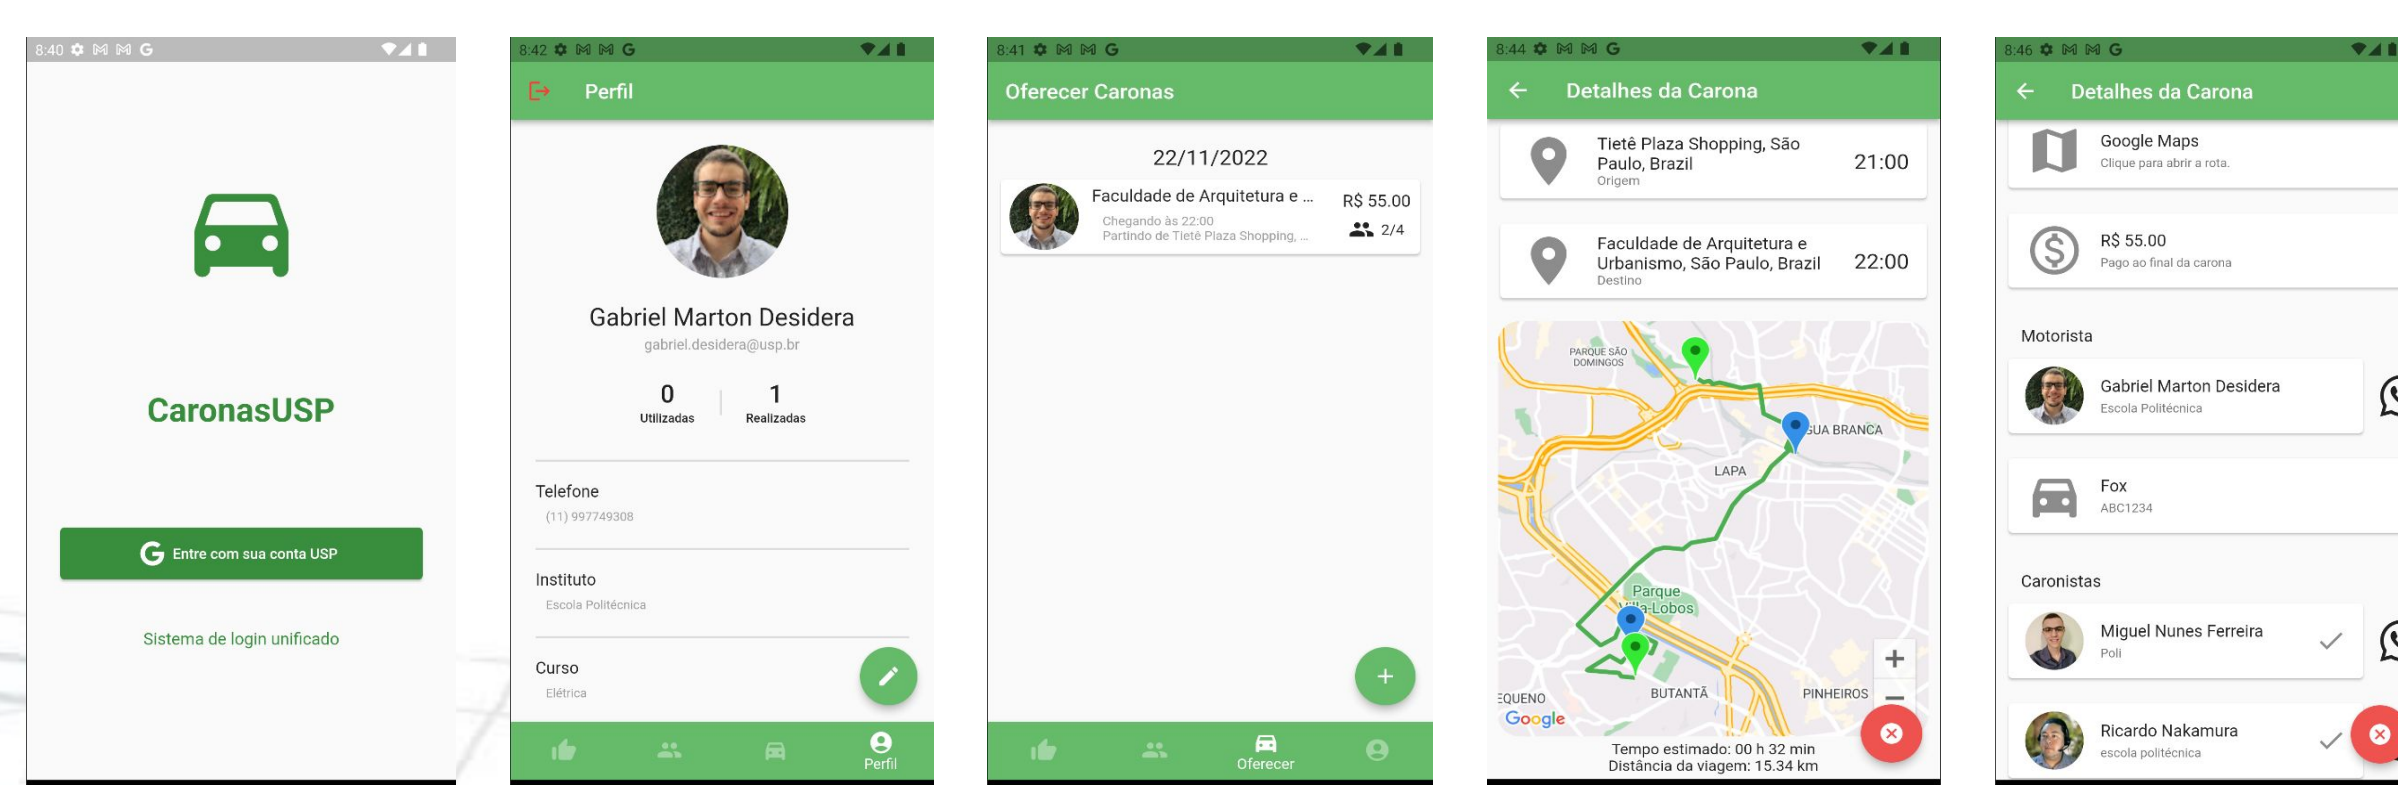 8:40
CaronasUSP
G Entre com sua conta USP
Sistema de login unificado
8:42
Perfil
Gabriel Marton Desidera
gabriel.desidera@usp.br
0 1
Utilizadas Realizadas
Telefone
(11) 997749308
Instituto
Escola Politécnica
Curso
Elétrica
Perfil
8:41
Oferecer Caronas
22/11/2022
Faculdade de Arquitetura e ... R$ 55.00
Chegando às 22:00
Partindo de Tietê Plaza Shopping, ... 2/4
Oferecer
8:44
Detalhes da Carona
Tietê Plaza Shopping, São
Paulo, Brazil 21:00
Origem
Faculdade de Arquitetura e
Urbanismo, São Paulo, Brazil 22:00
Destino
PARQUE SÃO
DOMINGOS
GUA BRANCA
LAPA
Parque
Villa-Lobos
BUTANTÃ PINHEIROS
EQUENO
Google
Tempo estimado: 00 h 32 min
Distância da viagem: 15.34 km
8:46
Detalhes da Carona
Google Maps
Clique para abrir a rota.
R$ 55.00
Pago ao final da carona
Motorista
Gabriel Marton Desidera
Escola Politécnica
Fox
ABC1234
Caronistas
Miguel Nunes Ferreira
Poli
Ricardo Nakamura
escola politécnica